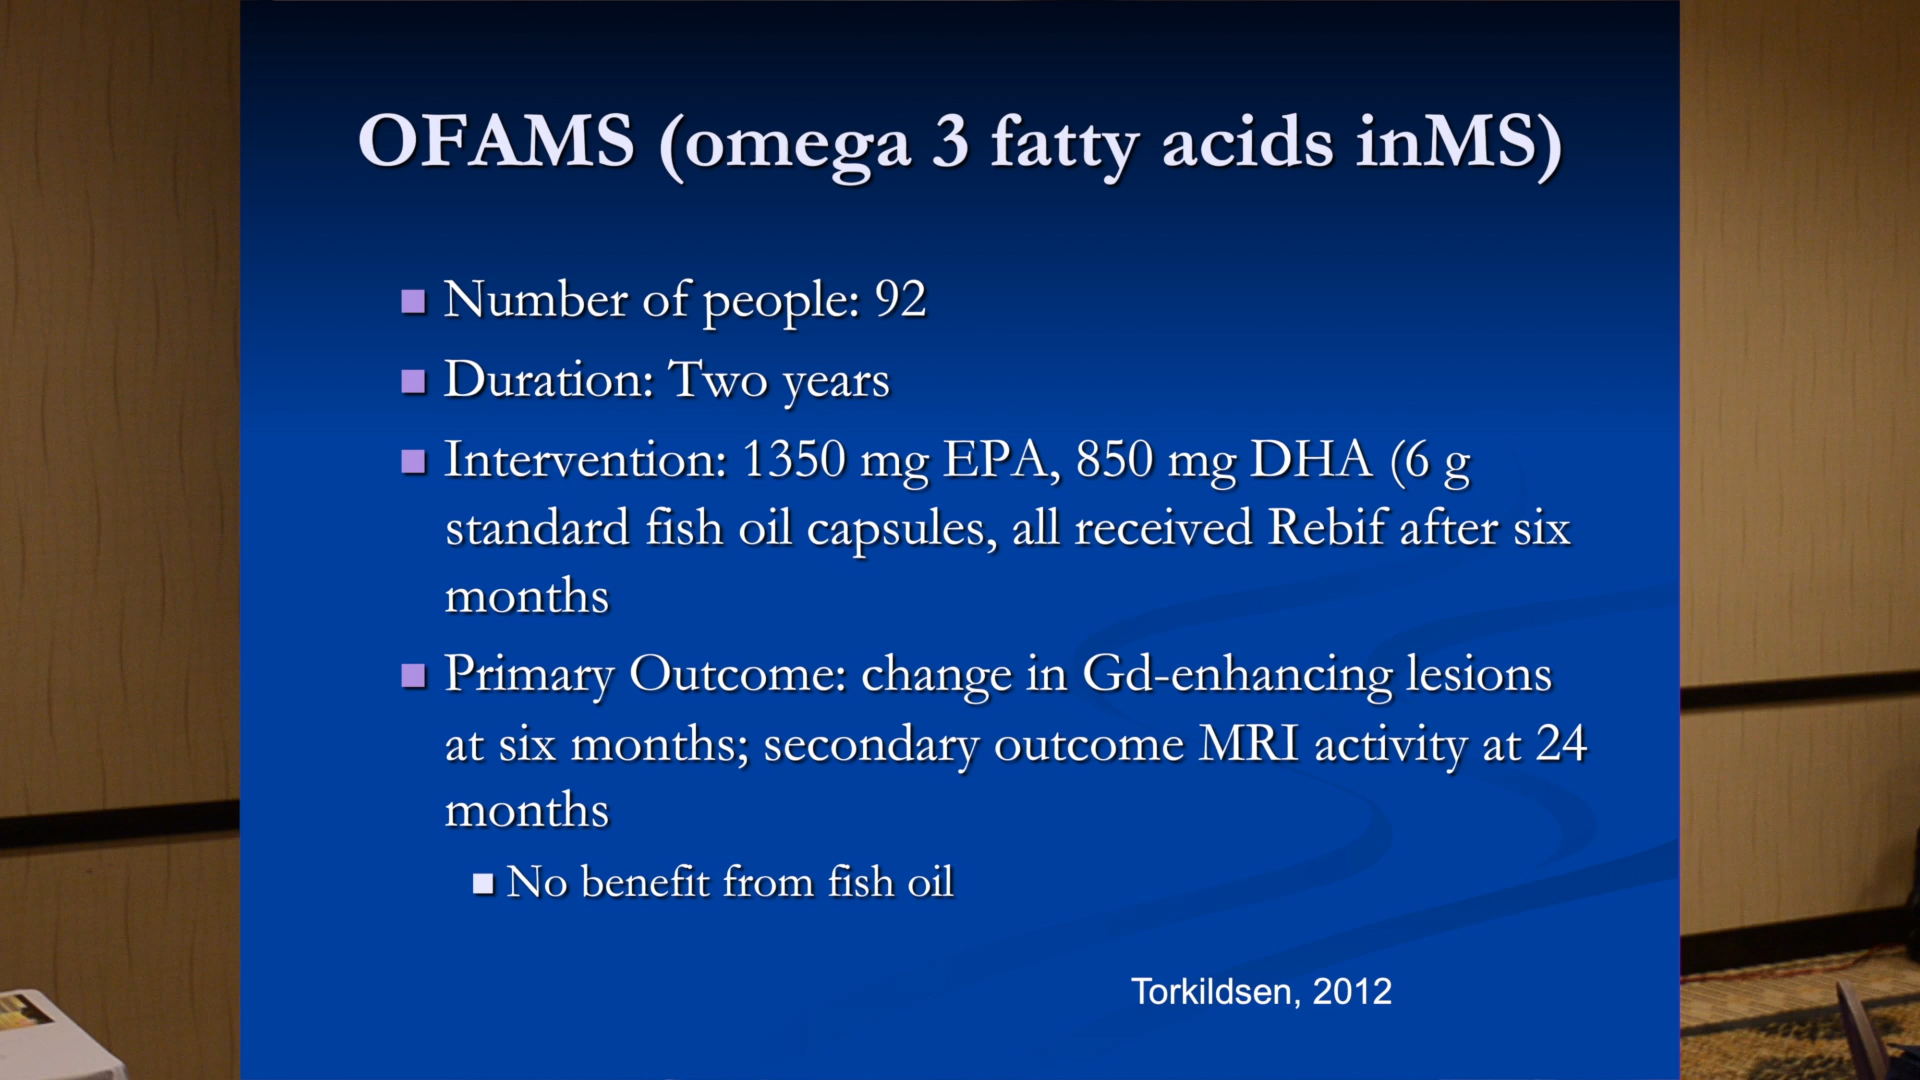 OFAMS (omega 3 fatty acids inMS)
Number of people: 92
Duration: Two years
Intervention: 1350 mg EPA, 850 mg DHA (6 g
standard fish oil capsules, all received Rebif after six
months
Primary Outcome: change in Gd-enhancing lesions
at six months; secondary outcome MRI activity at 24
months
No benefit from fish oil
Torkildsen, 2012